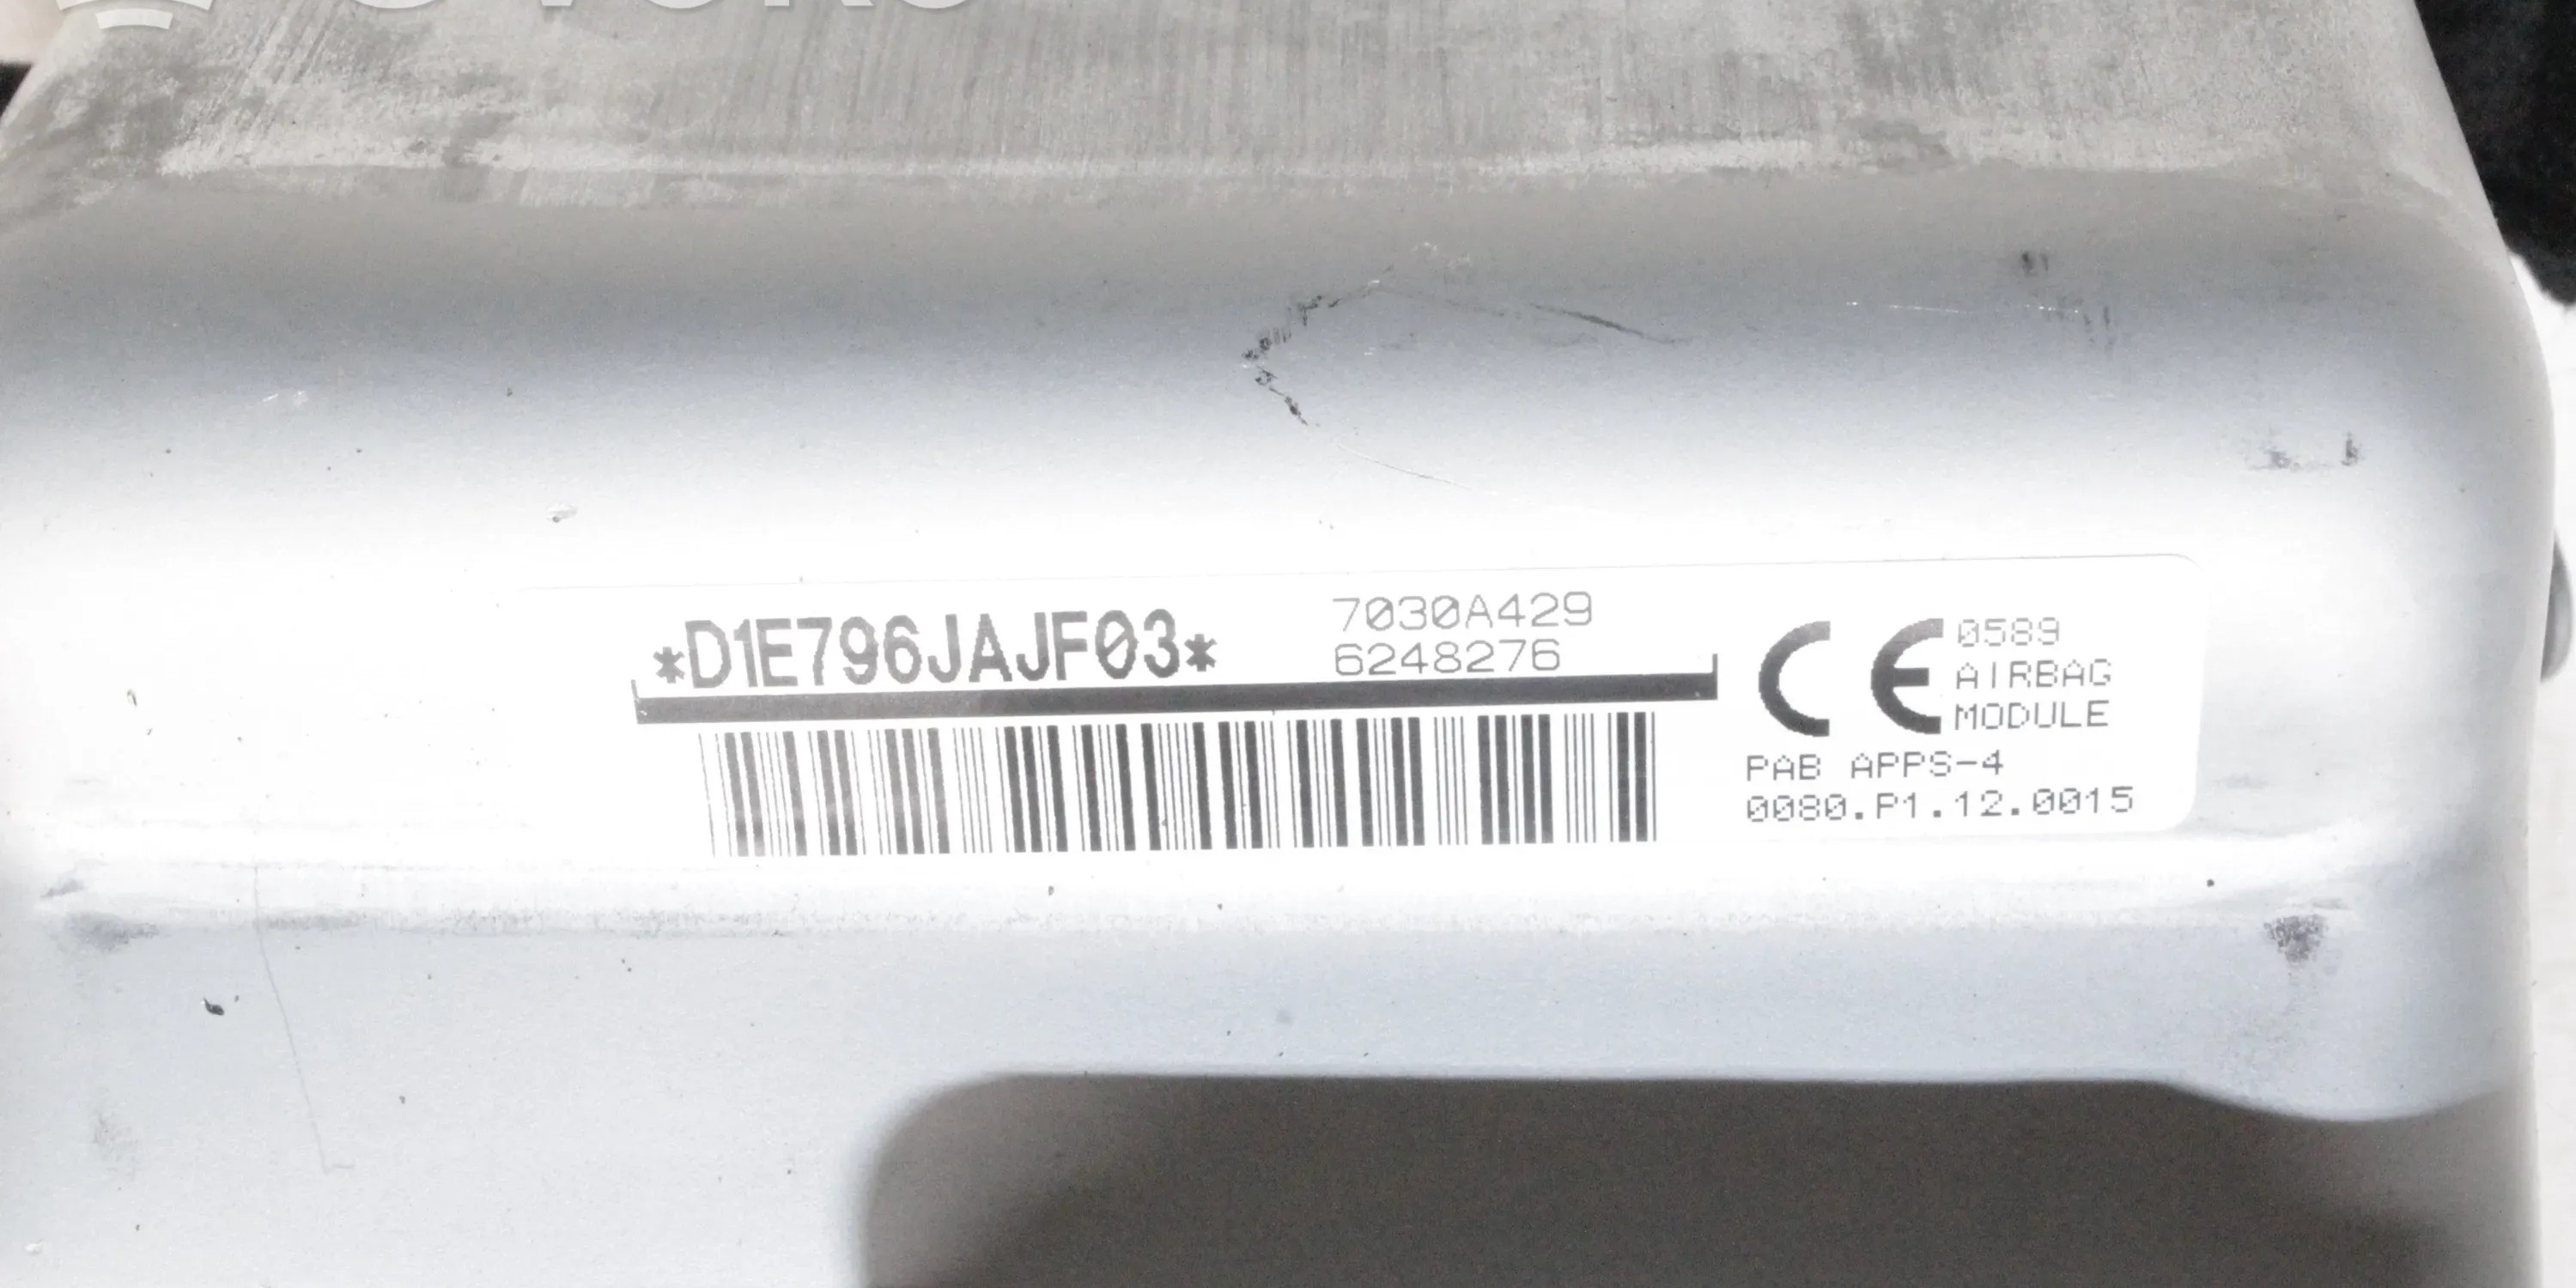 *D1E796JAJF03*
7030A429
6248276
CE
0589
AIRBAG
MODULE
PAB APPS-4
0080.P1.12.0015